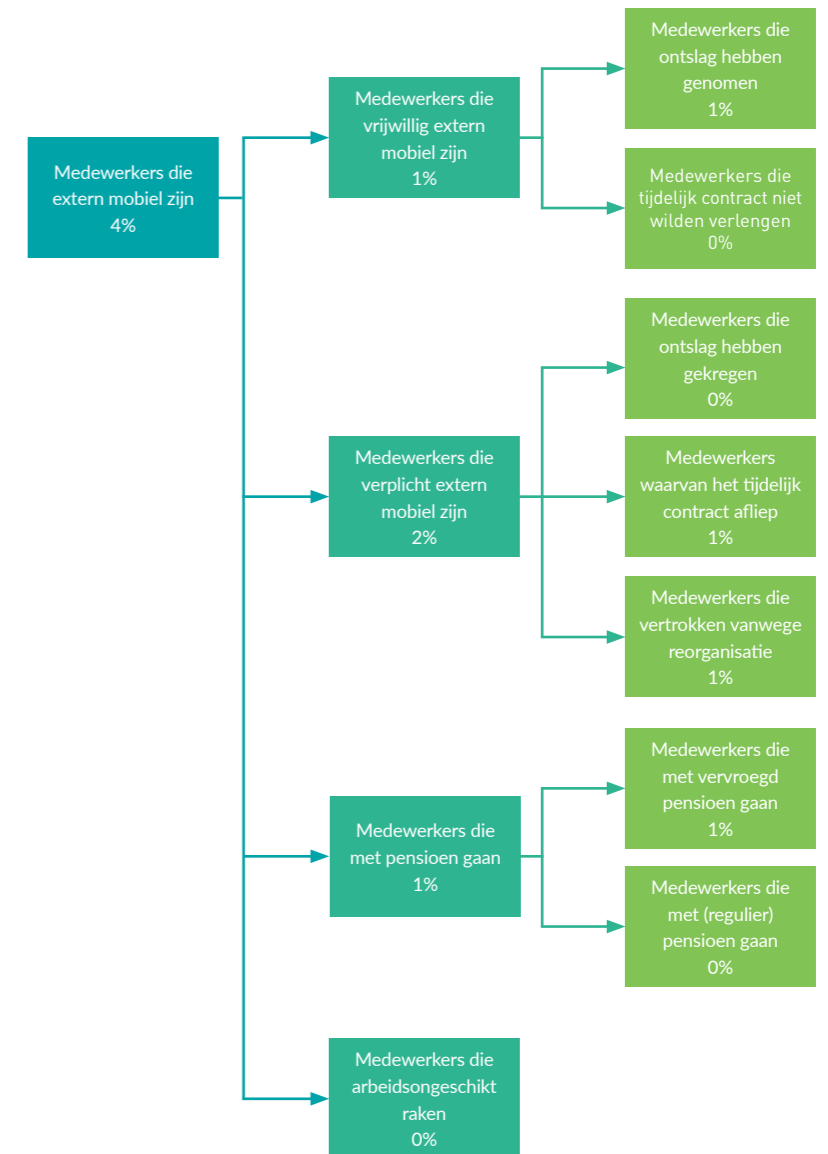 Medewerkers die
extern mobiel zijn
4%
Medewerkers die
vrijwillig extern
mobiel zijn
1%
Medewerkers die
ontslag hebben
genomen
1%
Medewerkers die
tijdelijk contract niet
wilden verlengen
0%
Medewerkers die
verplicht extern
mobiel zijn
2%
Medewerkers die
ontslag hebben
gekregen
0%
Medewerkers
waarvan het tijdelijk
contract afliep
1%
Medewerkers die
vertrokken vanwege
reorganisatie
1%
Medewerkers die
met pensioen gaan
1%
Medewerkers die
met vervroegd
pensioen gaan
1%
Medewerkers die
met (regulier)
pensioen gaan
0%
Medewerkers die
arbeidsongeschikt
raken
0%